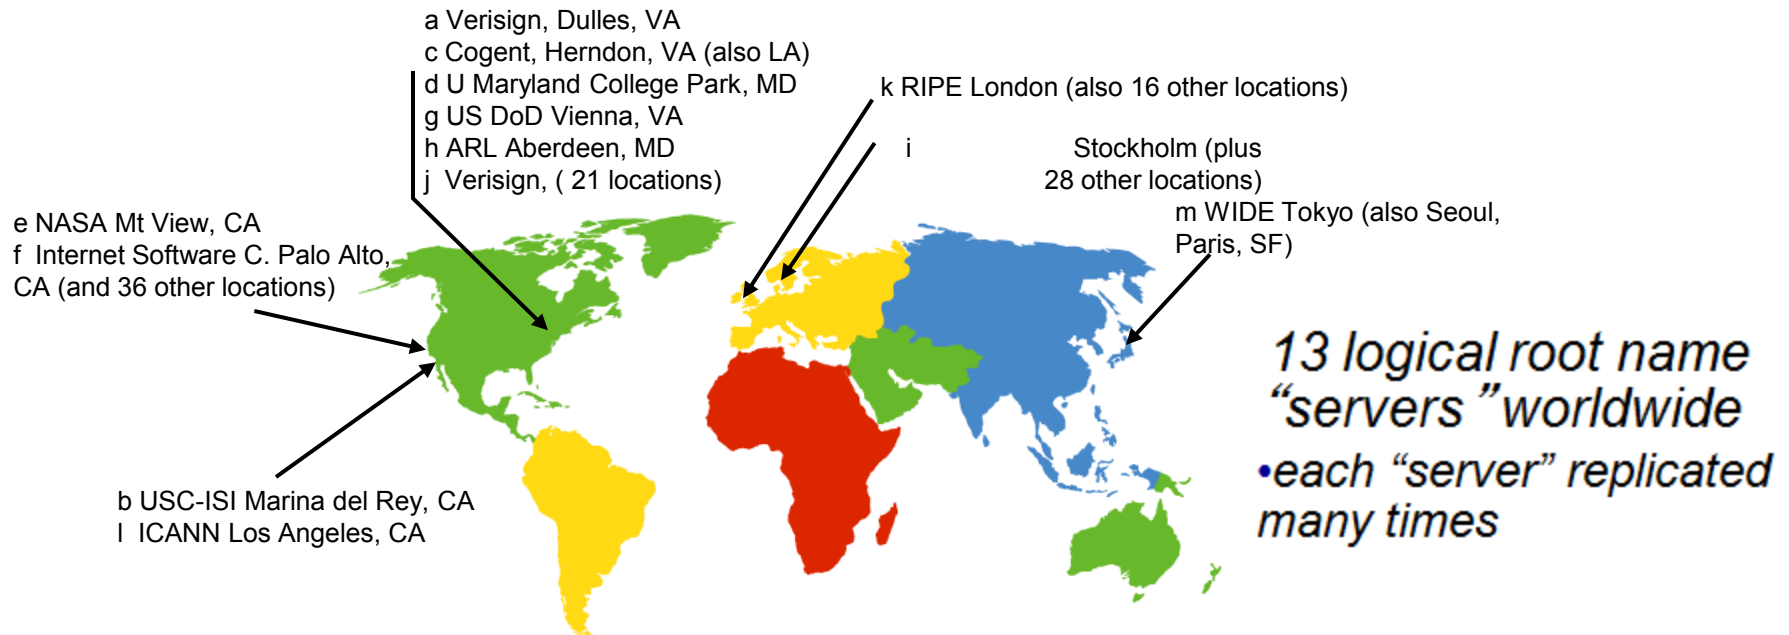 a Verisign, Dulles, VA
c Cogent, Herndon, VA (also LA)
d U Maryland College Park, MD
g US DoD Vienna, VA
h ARL Aberdeen, MD
j Verisign, ( 21 locations)
k RIPE London (also 16 other locations)
i Stockholm (plus
28 other locations)
m WIDE Tokyo (also Seoul,
Paris, SF)
e NASA Mt View, CA
f Internet Software C. Palo Alto,
CA (and 36 other locations)
b USC-ISI Marina del Rey, CA
l ICANN Los Angeles, CA
13 logical root name
“servers ” worldwide
•each “server” replicated
many times